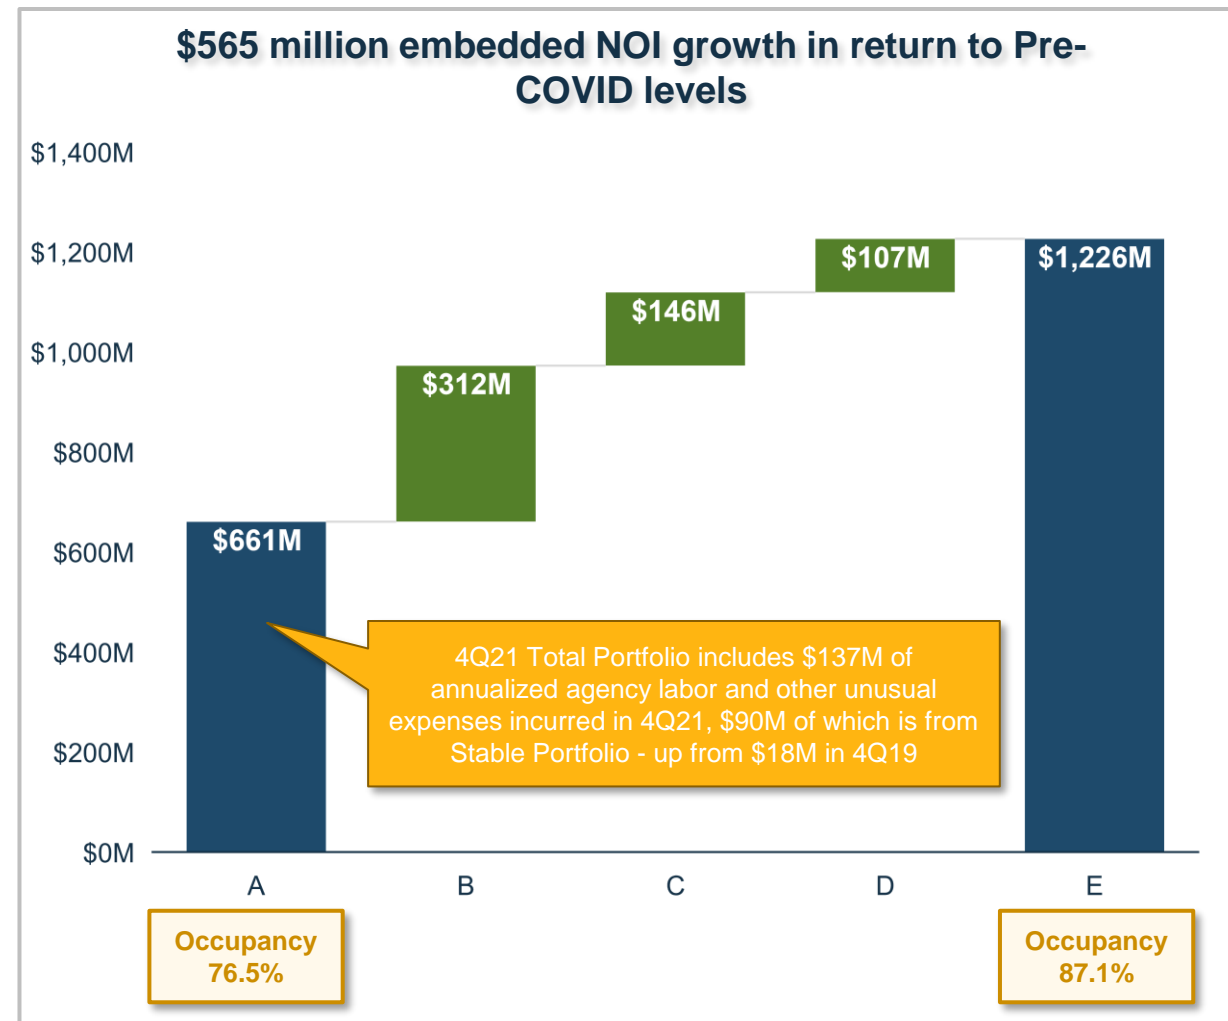 $565 million embedded NOI growth in return to Pre-
COVID levels
$1,400M
$1,200M
$1,000M
$800M
$600M
$400M
$200M
$0M
$661M
$312M
$146M
$107M
$1,226M
4Q21 Total Portfolio includes $137M of
annualized agency labor and other unusual
expenses incurred in 4Q21, $90M of which is from
Stable Portfolio - up from $18M in 4Q19
A
B
C
D
E
Occupancy
76.5%
Occupancy
87.1%